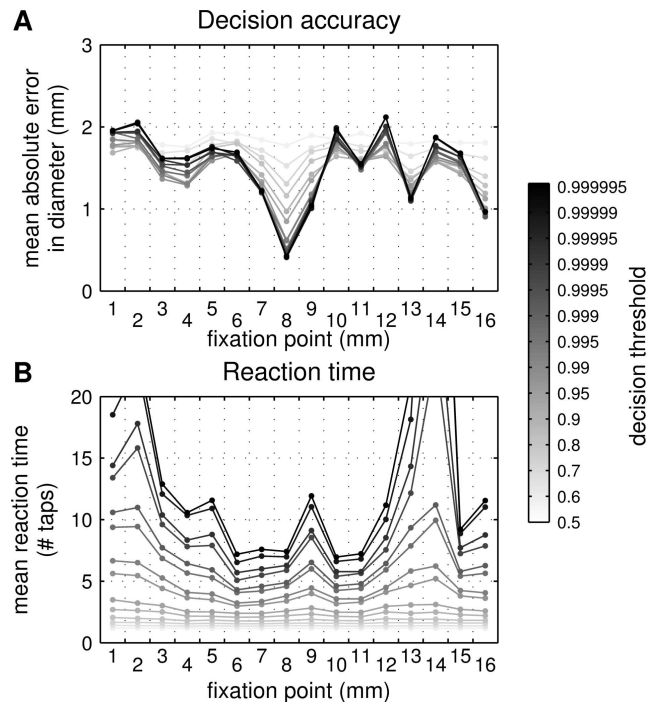 A
Decision accuracy
mean absolute error
in diameter (mm)
3
2
1
0
1 2 3 4 5 6 7 8 9 10 11 12 13 14 15 16
fixation point (mm)
B
Reaction time
mean reaction time
(# taps)
20
15
10
5
0
1 2 3 4 5 6 7 8 9 10 11 12 13 14 15 16
fixation point (mm)
0.999995
0.99999
0.99995
0.9999
0.9995
0.999
0.995
0.99
0.95
0.9
0.8
0.7
0.6
0.5
decision threshold